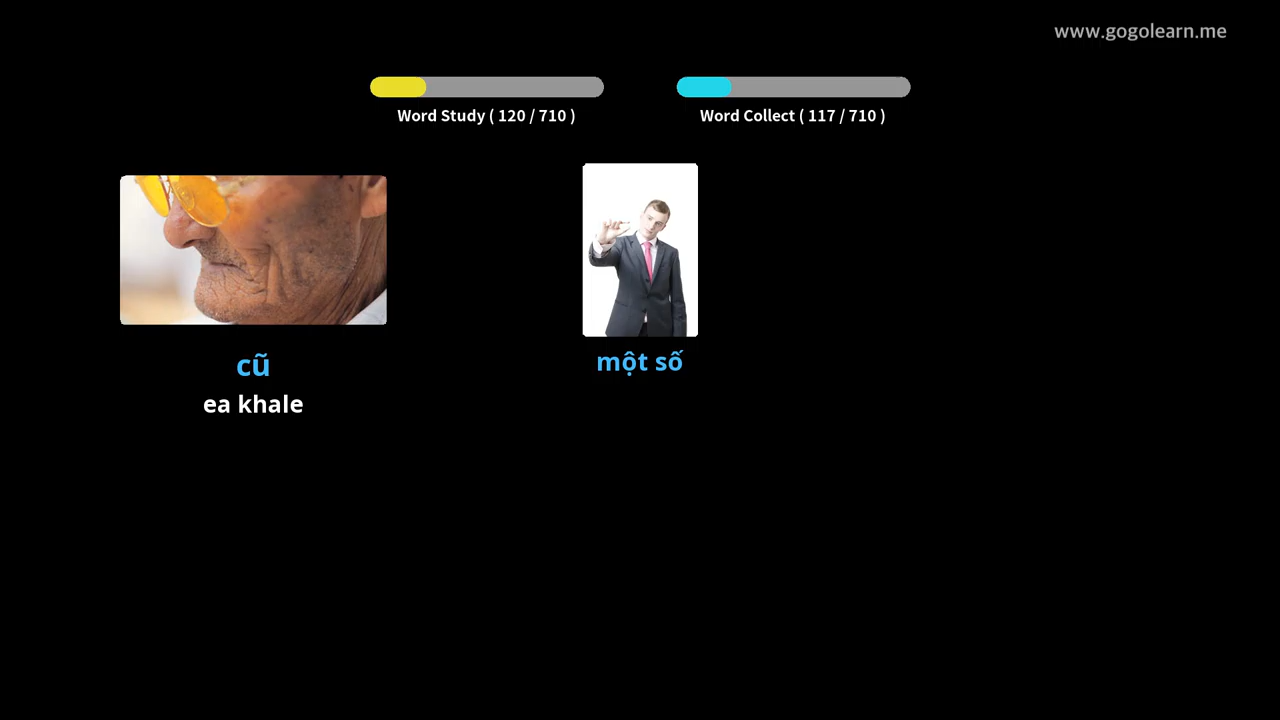 www.gogolearn.me
Word Study ( 120 / 710 )
Word Collect ( 117 / 710 )
cũ
ea khale
một số